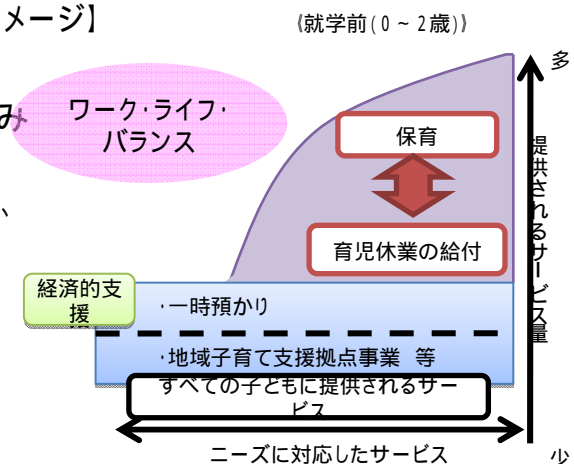 メージ】
《就学前(0~2歳)》
多
み
ワーク・ライフ・
バランス
保育
提供されるサービス量
育児休業の給付
経済的支
援
・一時預かり
・地域子育て支援拠点事業 等
すべての子どもに提供されるサー
ビス
ニーズに対応したサービス
少